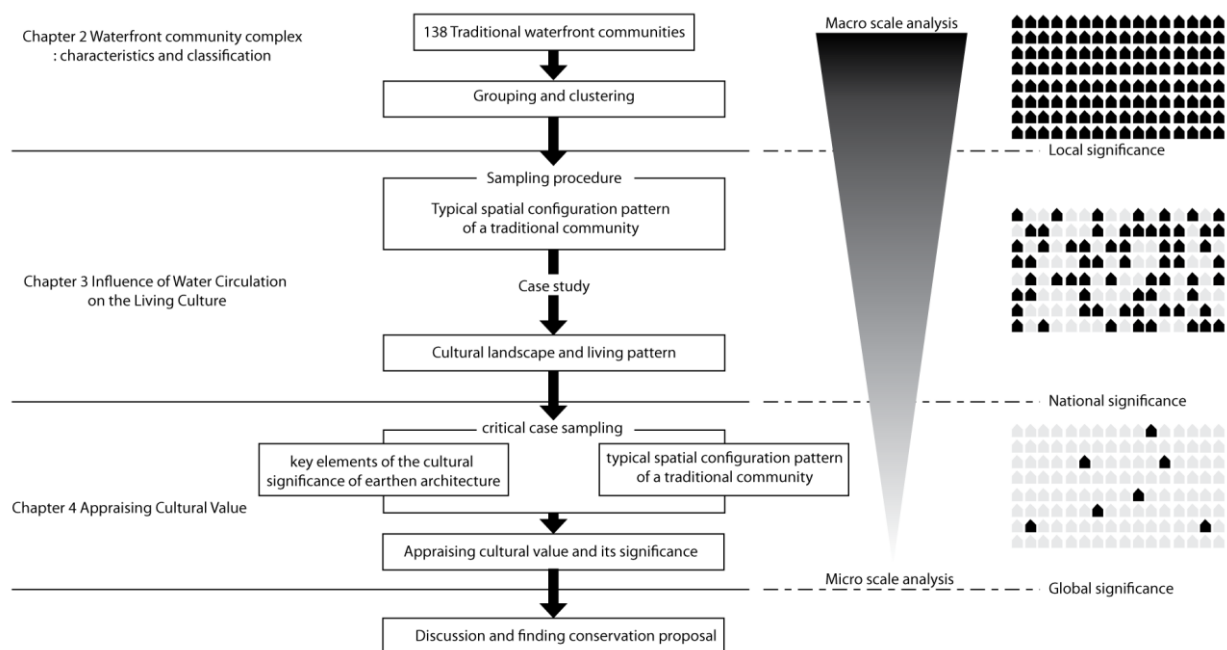 Chapter 2 Waterfront community complex
: characteristics and classification
138 Traditional waterfront communities
Grouping and clustering
Macro scale analysis
Local significance
Chapter 3 Influence of Water Circulation
on the Living Culture
Sampling procedure
Typical spatial configuration pattern
of a traditional community
Case study
Cultural landscape and living pattern
National significance
Chapter 4 Appraising Cultural Value
critical case sampling
key elements of the cultural
significance of earthen architecture
typical spatial configuration pattern
of a traditional community
Appraising cultural value and its significance
Micro scale analysis
Global significance
Discussion and finding conservation proposal